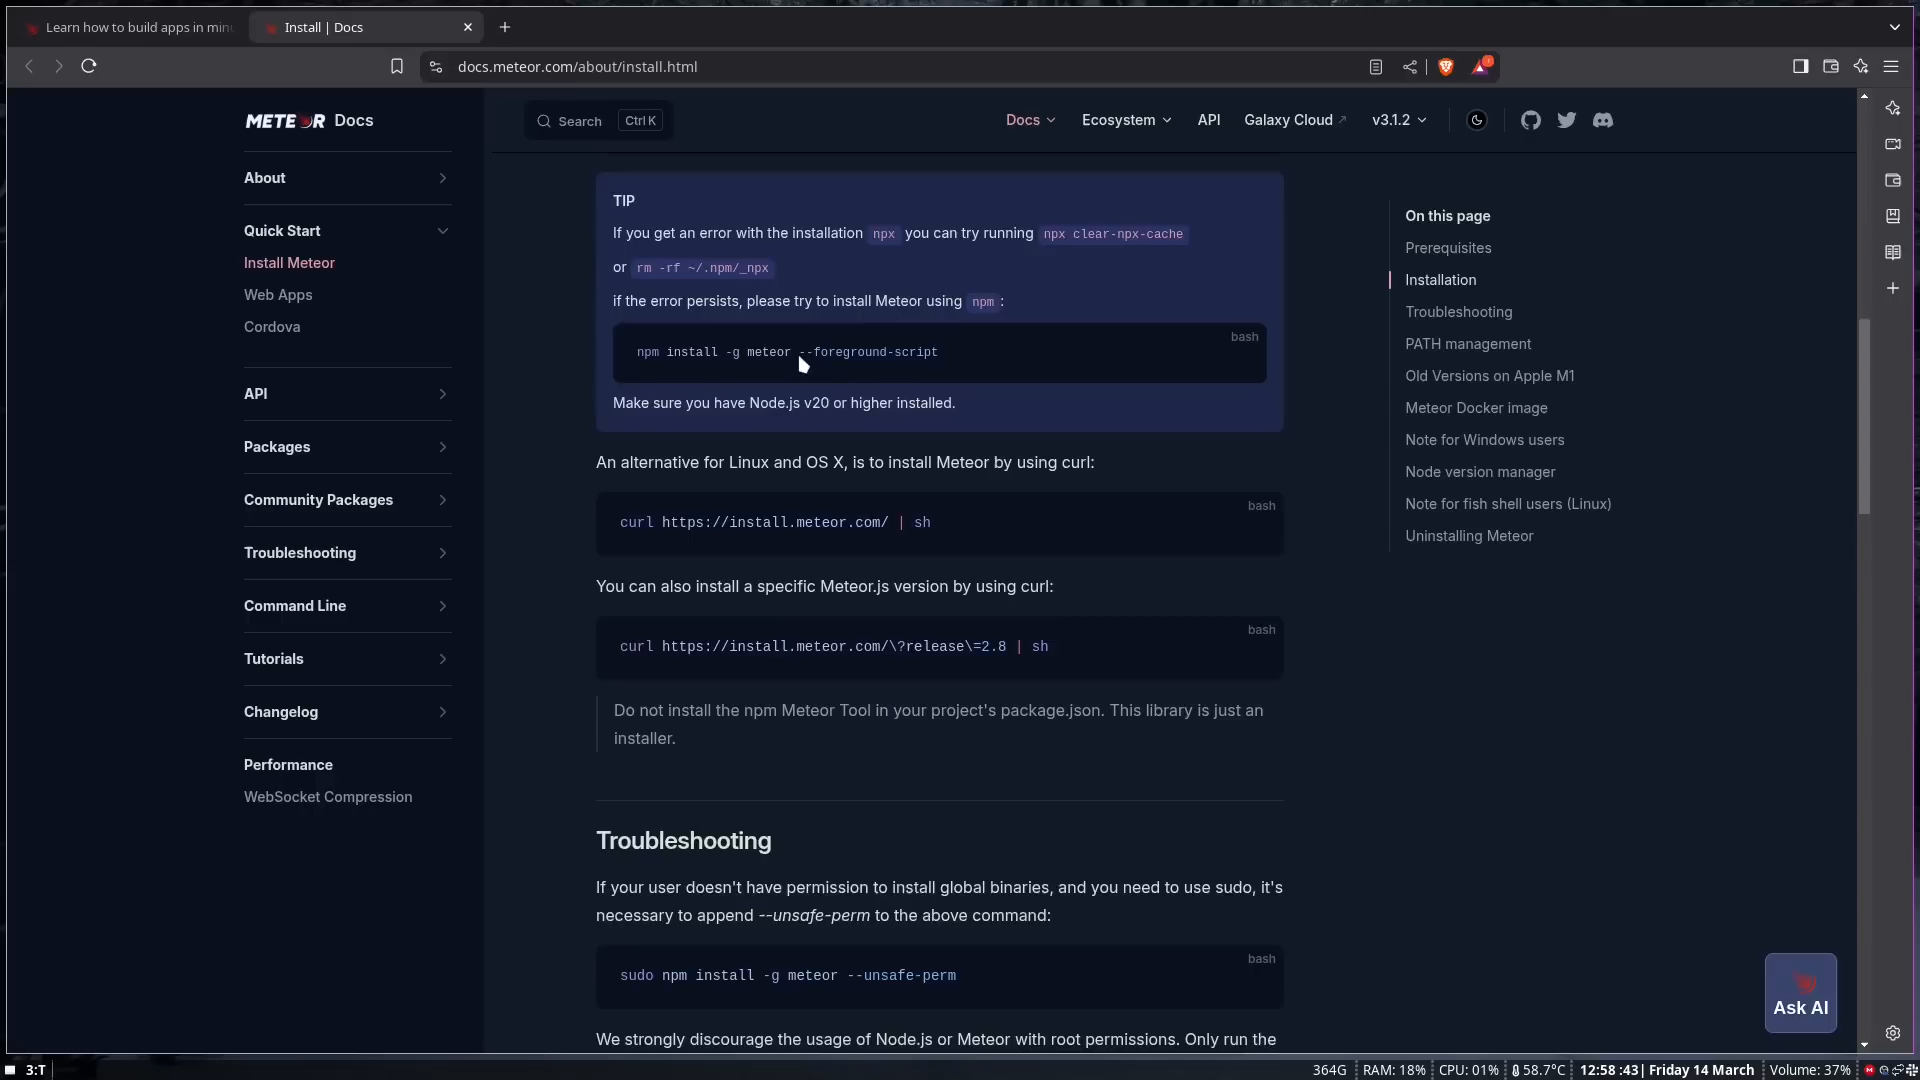 Learn how to build apps in min
Install | Docs
docs.meteor.com/about/install.html
METEOR Docs
Search Ctrl K
Docs
Ecosystem
API
Galaxy Cloud
v3.1.2
About
Quick Start
Install Meteor
Web Apps
Cordova
API
Packages
Community Packages
Troubleshooting
Command Line
Tutorials
Changelog
Performance
WebSocket Compression
TIP
If you get an error with the installation npx you can try running npx clear-npx-cache
or rm -rf ~/.npm/_npx
if the error persists, please try to install Meteor using npm :
bash
npm install -g meteor --foreground-script
Make sure you have Node.js v20 or higher installed.
An alternative for Linux and OS X, is to install Meteor by using curl:
bash
curl https://install.meteor.com/ | sh
You can also install a specific Meteor.js version by using curl:
bash
curl https://install.meteor.com/\?release\=2.8 | sh
Do not install the npm Meteor Tool in your project's package.json. This library is just an
installer.
Troubleshooting
If your user doesn't have permission to install global binaries, and you need to use sudo, it's
necessary to append --unsafe-perm to the above command:
bash
sudo npm install -g meteor --unsafe-perm
We strongly discourage the usage of Node.js or Meteor with root permissions. Only run the
On this page
Prerequisites
Installation
Troubleshooting
PATH management
Old Versions on Apple M1
Meteor Docker image
Note for Windows users
Node version manager
Note for fish shell users (Linux)
Uninstalling Meteor
Ask AI
3:T
364G RAM: 18% CPU: 01% 58.7°C 12:58 :43| Friday 14 March Volume: 37%